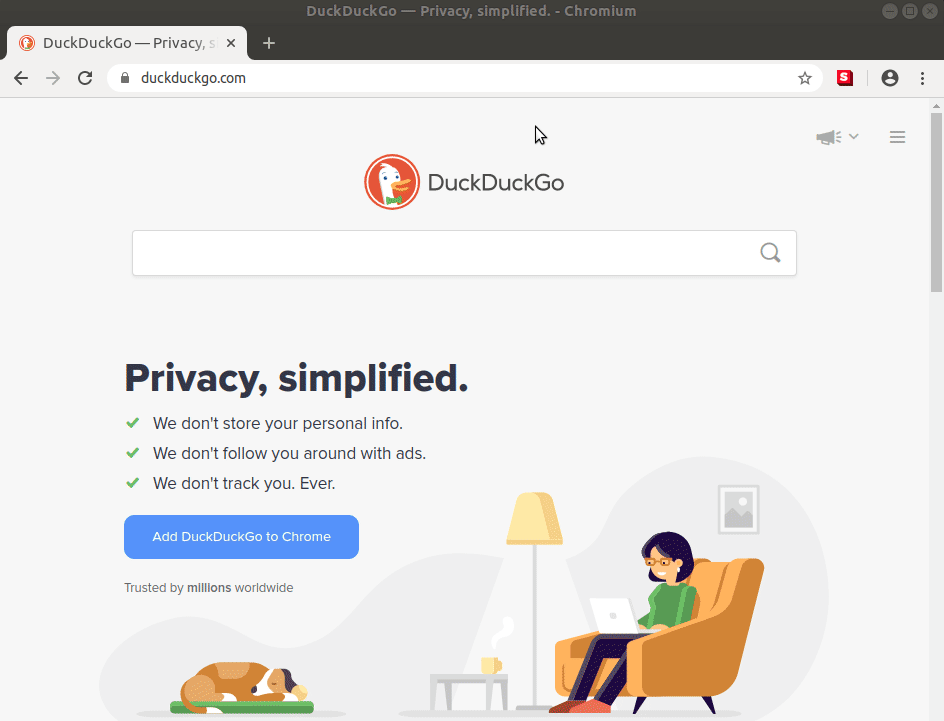 DuckDuckGo — Privacy, simplified. - Chromium
DuckDuckGo — Privacy, s
duckduckgo.com
S
DuckDuckGo
Privacy, simplified.
We don't store your personal info.
We don't follow you around with ads.
We don't track you. Ever.
Add DuckDuckGo to Chrome
Trusted by millions worldwide